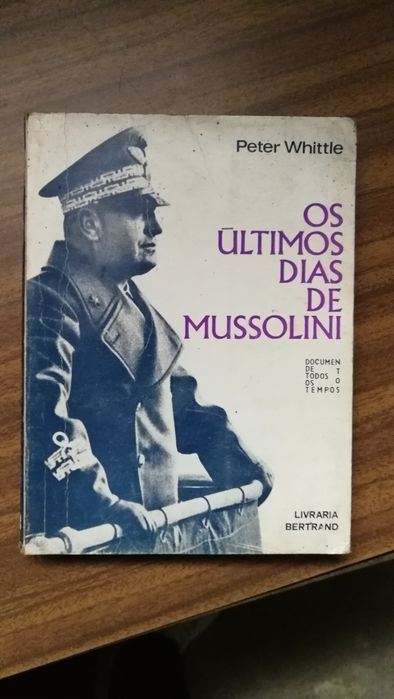 Peter Whittle
OS
ÚLTIMOS
DIAS
DE
MUSSOLINI
DOCUMEN
DE T
TODOS
OS O
TEMPOS
LIVRARIA
BERTRAND